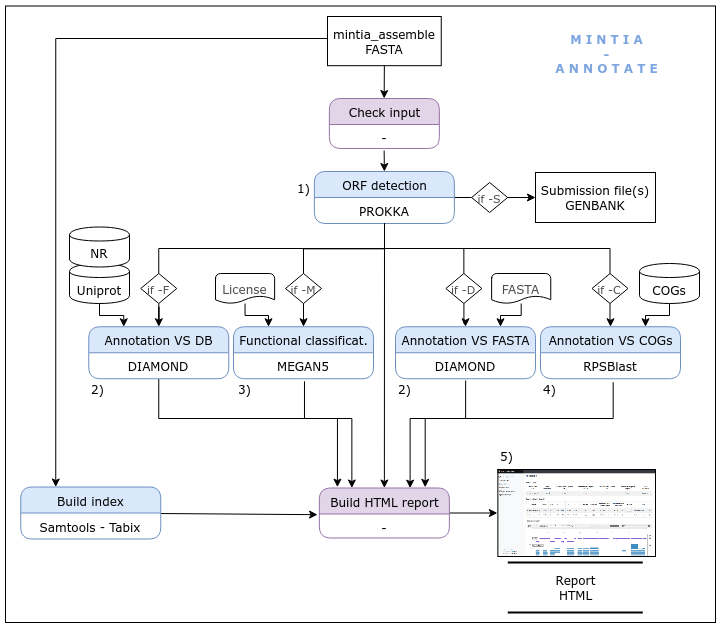 mintia_assemble
FASTA
MINTIA
–
ANNOTATE
Check input
-
1)
ORF detection
PROKKA
if -S
Submission file(s)
GENBANK
NR
Uniprot
if -F
License
if -M
if -D
FASTA
if -C
COGs
Annotation VS DB
DIAMOND
Functional classificat.
MEGAN5
Annotation VS FASTA
DIAMOND
Annotation VS COGs
RPSBlast
2)
3)
2)
4)
5)
Build index
Samtools - Tabix
Build HTML report
-
Report
HTML